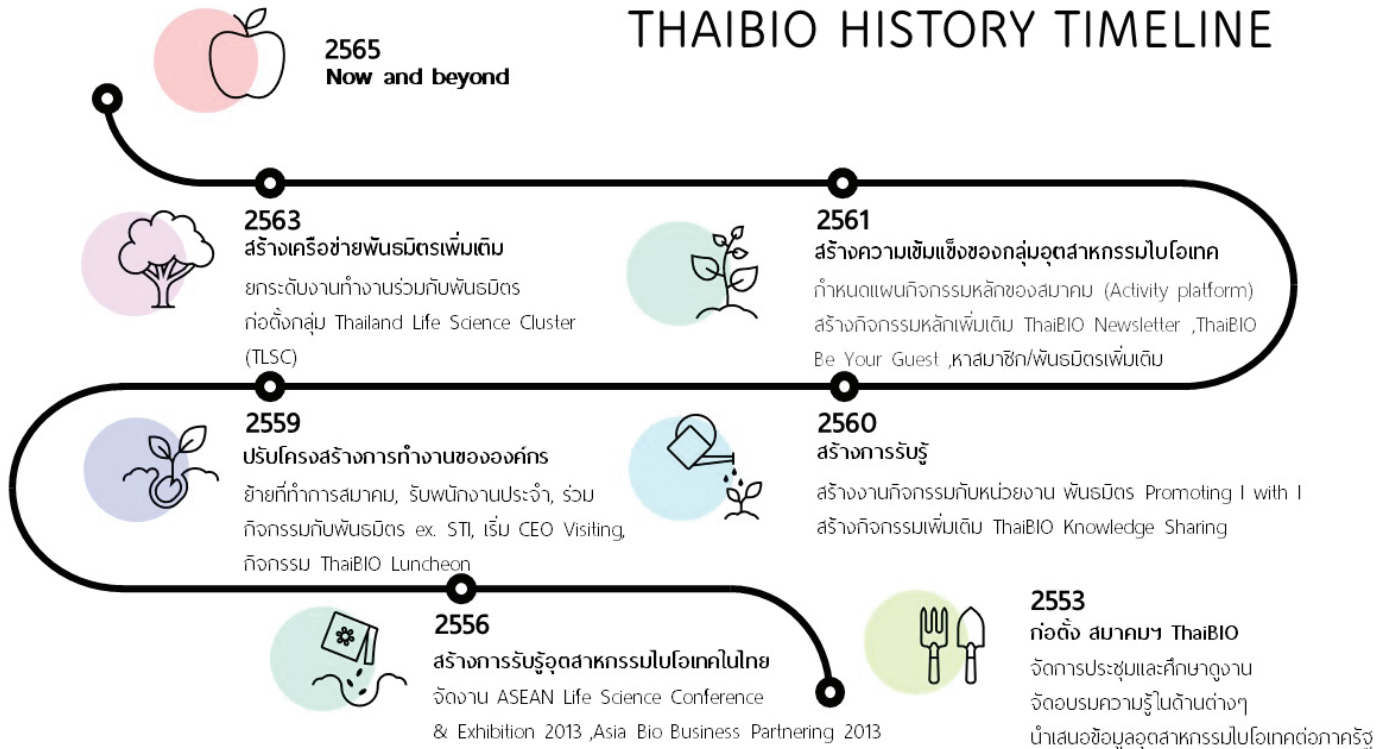 THAIBIO HISTORY TIMELINE
2565
Now and beyond
2563
สร้างเครือข่ายพันธมิตรเพิ่มเติม
ยกระดับงานทำงานร่วมกับพันธมิตร
ก่อตั้งกลุ่ม Thailand Life Science Cluster
(TLSC)
2561
สร้างความเข้มแข็งของกลุ่มอุตสาหกรรมไบโอเทค
กำหนดแผนกิจกรรมหลักของสมาคม (Activity platform)
สร้างกิจกรรมหลักเพิ่มเติม ThaiBIO Newsletter ,ThaiBIO
Be Your Guest ,หาสมาชิก/พันธมิตรเพิ่มเติม
2559
ปรับโครงสร้างการทำงานขององค์กร
ย้ายที่ทำการสมาคม, รับพนักงานประจำ, ร่วม
กิจกรรมกับพันธมิตร ex. STI, เริ่ม CEO Visiting,
กิจกรรม ThaiBIO Luncheon
2560
สร้างการรับรู้
สร้างงานกิจกรรมกับหน่วยงาน พันธมิตร Promoting I with I
สร้างกิจกรรมเพิ่มเติม ThaiBIO Knowledge Sharing
2556
สร้างการรับรู้อุตสาหกรรมไบโอเทคในไทย
จัดงาน ASEAN Life Science Conference
& Exhibition 2013 ,Asia Bio Business Partnering 2013
2553
ก่อตั้ง สมาคมฯ ThaiBIO
จัดการประชุมและศึกษาดูงาน
จัดอบรมความรู้ในด้านต่างๆ
นำเสนอข้อมูลอุตสาหกรรมไบโอเทคต่อภาครัฐ